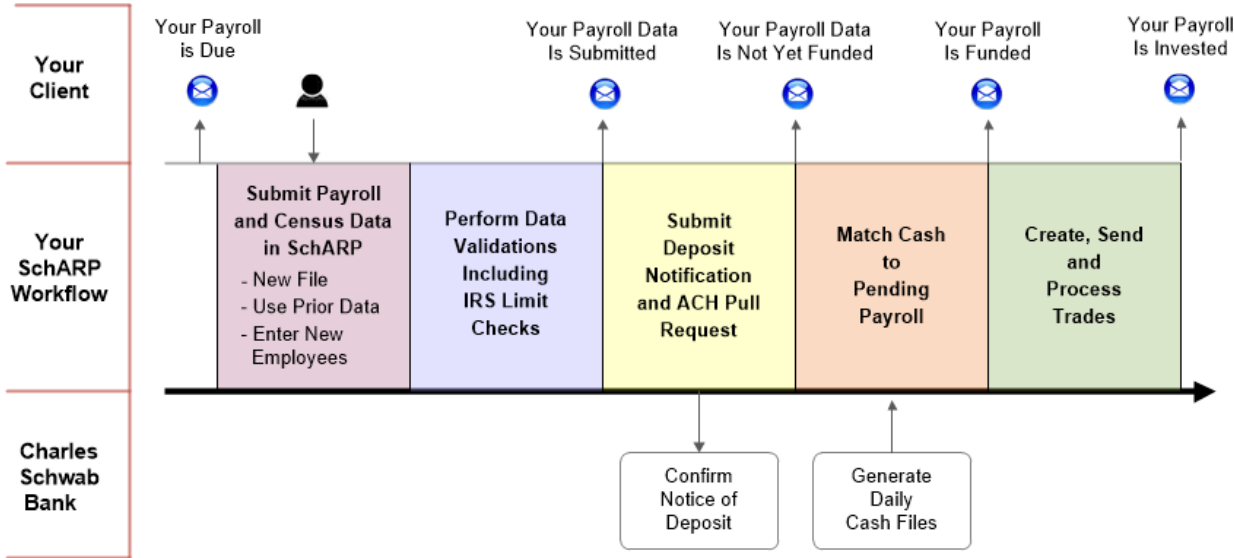 Your Payroll
is Due
Your Payroll Data
Is Submitted
Your Payroll Data
Is Not Yet Funded
Your Payroll
Is Funded
Your Payroll
Is Invested
Your
Client
Your
SchARP
Workflow
Submit Payroll
and Census Data
in SchARP
- New File
- Use Prior Data
- Enter New
Employees
Perform Data
Validations
Including
IRS Limit
Checks
Submit
Deposit
Notification
and ACH Pull
Request
Match Cash
to
Pending
Payroll
Create, Send
and
Process
Trades
Charles
Schwab
Bank
Confirm
Notice of
Deposit
Generate
Daily
Cash Files